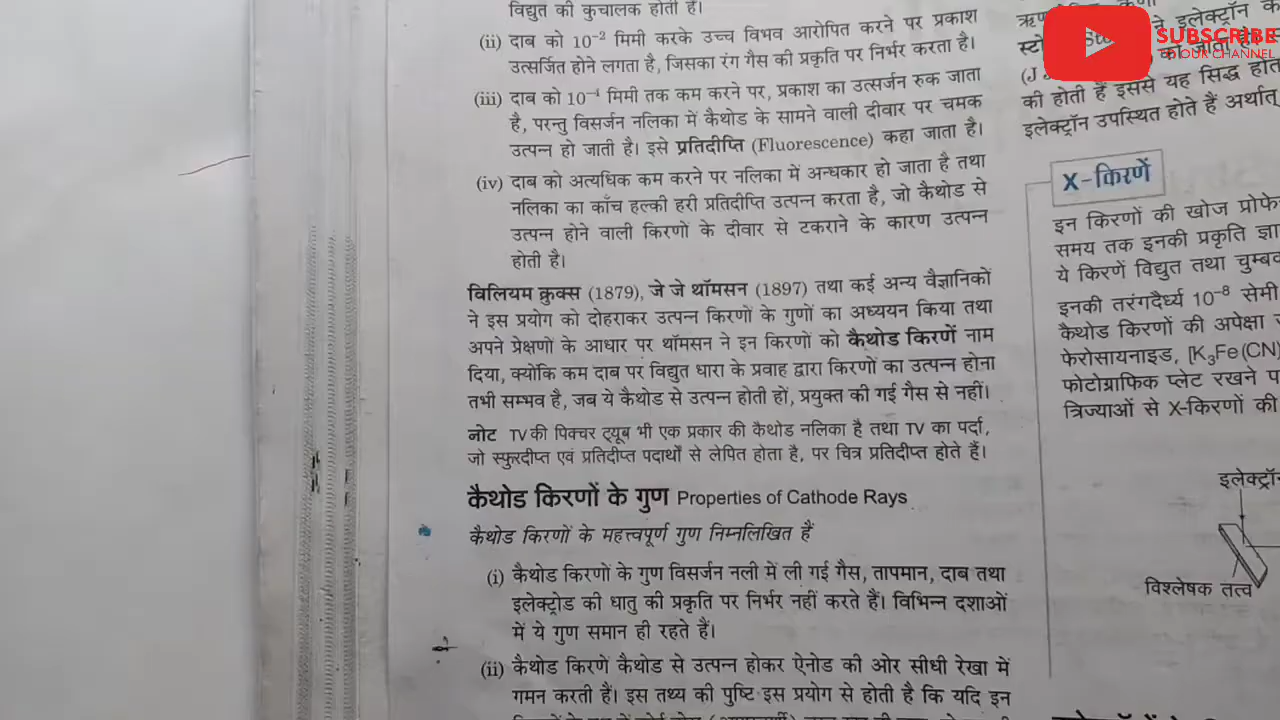 विद्युत की कुचालक होती हैं।
(ii) दाब को 10⁻² मिमी करके उच्च विभव आरोपित करने पर प्रकाश
उत्सर्जित होने लगता है, जिसका रंग गैस की प्रकृति पर निर्भर करता है।
(iii) दाब को 10⁻⁴ मिमी तक कम करने पर, प्रकाश का उत्सर्जन रुक जाता
है, परन्तु विसर्जन नलिका में कैथोड के सामने वाली दीवार पर चमक
उत्पन्न हो जाती है। इसे प्रतिदीप्ति (Fluorescence) कहा जाता है।
(iv) दाब को अत्यधिक कम करने पर नलिका में अन्धकार हो जाता है तथा
नलिका का काँच हल्की हरी प्रतिदीप्ति उत्पन्न करता है, जो कैथोड से
उत्पन्न होने वाली किरणों के दीवार से टकराने के कारण उत्पन्न
होती है।
विलियम क्रुक्स (1879), जे जे थॉमसन (1897) तथा कई अन्य वैज्ञानिकों
ने इस प्रयोग को दोहराकर उत्पन्न किरणों के गुणों का अध्ययन किया तथा
अपने प्रेक्षणों के आधार पर थॉमसन ने इन किरणों को कैथोड किरणें नाम
दिया, क्योंकि कम दाब पर विद्युत धारा के प्रवाह द्वारा किरणों का उत्पन्न होना
तभी सम्भव है, जब ये कैथोड से उत्पन्न होती हों, प्रयुक्त की गई गैस से नहीं।
नोट TV की पिक्चर ट्यूब भी एक प्रकार की कैथोड नलिका है तथा TV का पर्दा,
जो स्फुरदीप्त एवं प्रतिदीप्त पदार्थों से लेपित होता है, पर चित्र प्रतिदीप्त होते हैं।
कैथोड किरणों के गुण Properties of Cathode Rays
कैथोड किरणों के महत्त्वपूर्ण गुण निम्नलिखित हैं
(i) कैथोड किरणों के गुण विसर्जन नली में ली गई गैस, तापमान, दाब तथा
इलेक्ट्रोड की धातु की प्रकृति पर निर्भर नहीं करते हैं। विभिन्न दशाओं
में ये गुण समान ही रहते हैं।
(ii) कैथोड किरणें कैथोड से उत्पन्न होकर ऐनोड की ओर सीधी रेखा में
गमन करती हैं। इस तथ्य की पुष्टि इस प्रयोग से होती है कि यदि इन
ने इलेक्ट्रॉन
का जाता है।
की होती हैं इससे यह सिद्ध
इलेक्ट्रॉन उपस्थित होते हैं अर्थात्
SUBSCRIBE
X-किरणें
इन किरणों की खोज
समय तक इनकी प्रकृति
ये किरणें विद्युत तथा
इनकी तरंगदैर्ध्य 10⁻⁸ सेमी
कैथोड किरणों की अपेक्षा
फेरोसायनाइड, [K₃Fe(CN)
फोटोग्राफिक प्लेट रखने
त्रिज्याओं से X-किरणों की
विश्लेषक तत्व